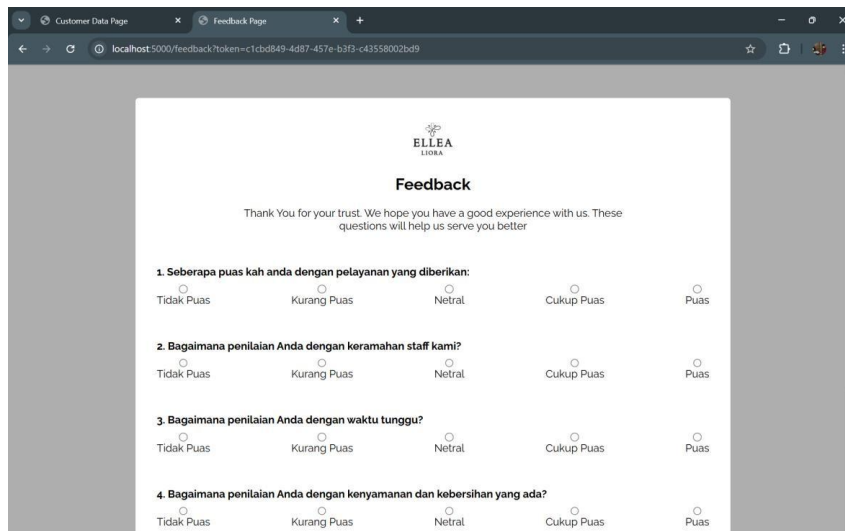 Customer Data Page
Feedback Page
localhost:5000/feedback?token=c1cbd849-4d87-457e-b3f3-c43558002bd9
ELLEA
LIORA
Feedback
Thank You for your trust. We hope you have a good experience with us. These
questions will help us serve you better
1. Seberapa puas kah anda dengan pelayanan yang diberikan:
Tidak Puas Kurang Puas Netral Cukup Puas Puas
2. Bagaimana penilaian Anda dengan keramahan staff kami?
Tidak Puas Kurang Puas Netral Cukup Puas Puas
3. Bagaimana penilaian Anda dengan waktu tunggu?
Tidak Puas Kurang Puas Netral Cukup Puas Puas
4. Bagaimana penilaian Anda dengan kenyamanan dan kebersihan yang ada?
Tidak Puas Kurang Puas Netral Cukup Puas Puas